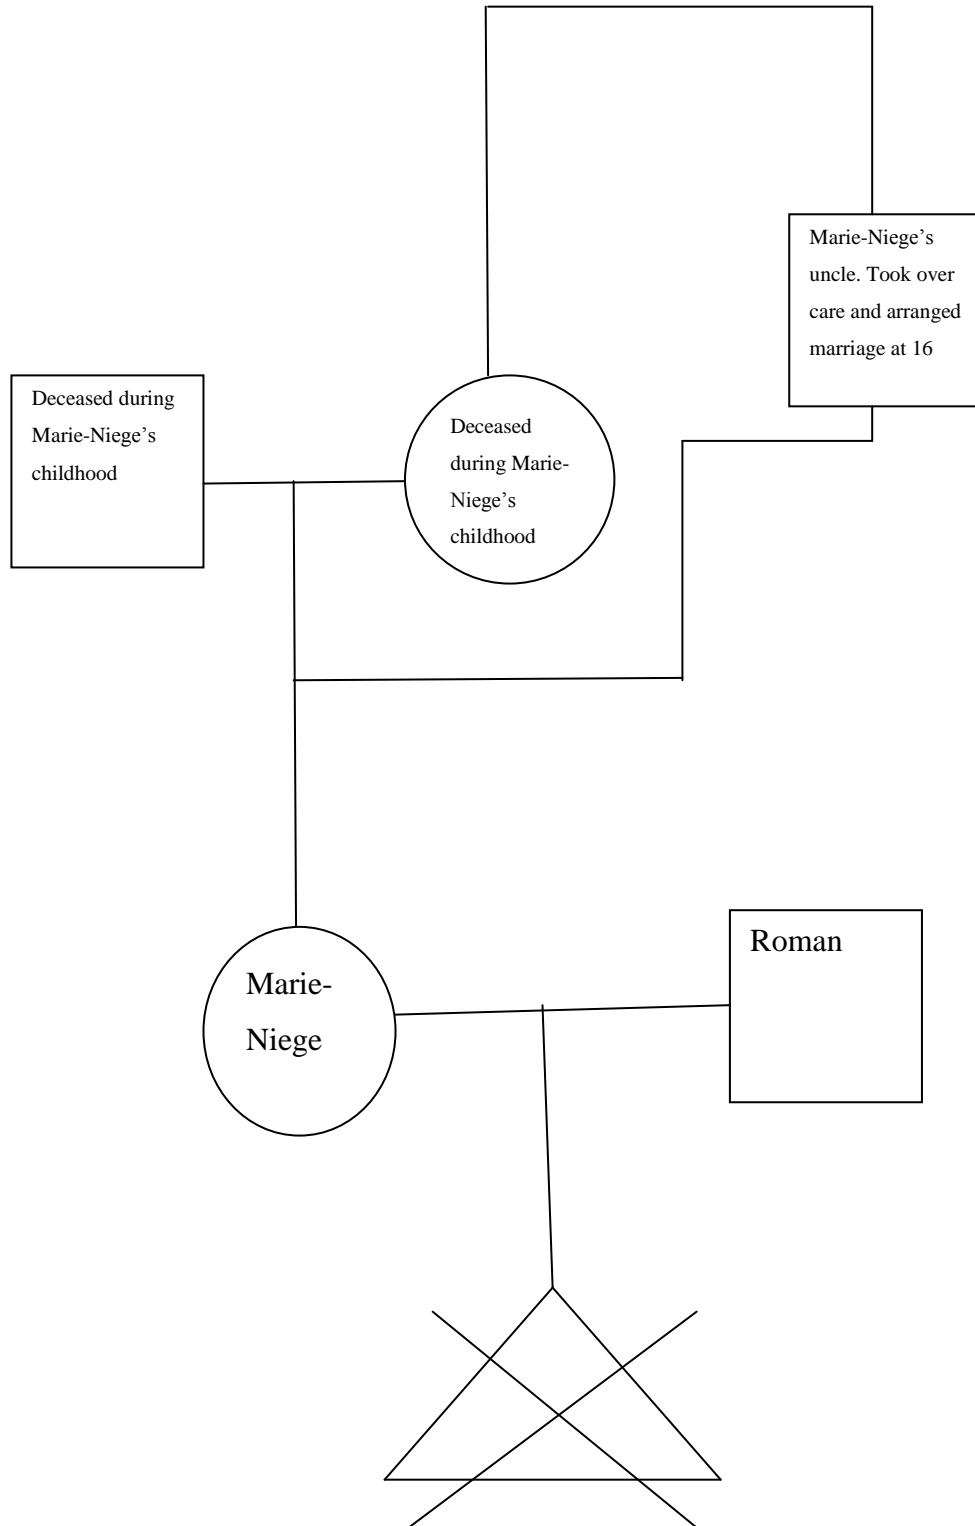 Marie-Niege’s
uncle. Took over
care and arranged
marriage at 16
Deceased during
Marie-Niege’s
childhood
Deceased
during Marie-
Niege’s
childhood
Roman
Marie-
Niege